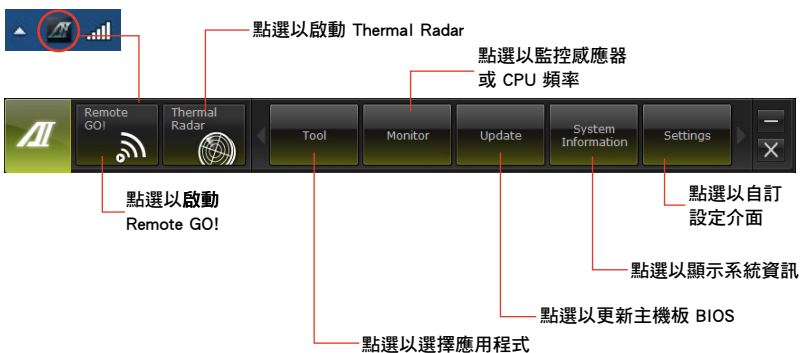 點選以啟動 Thermal Radar
點選以監控感應器
或 CPU 頻率
Remote
GO!
Thermal
Radar
Tool
Monitor
Update
System
Information
Settings
點選以啟動
Remote GO!
點選以自訂
設定介面
點選以顯示系統資訊
點選以更新主機板 BIOS
點選以選擇應用程式